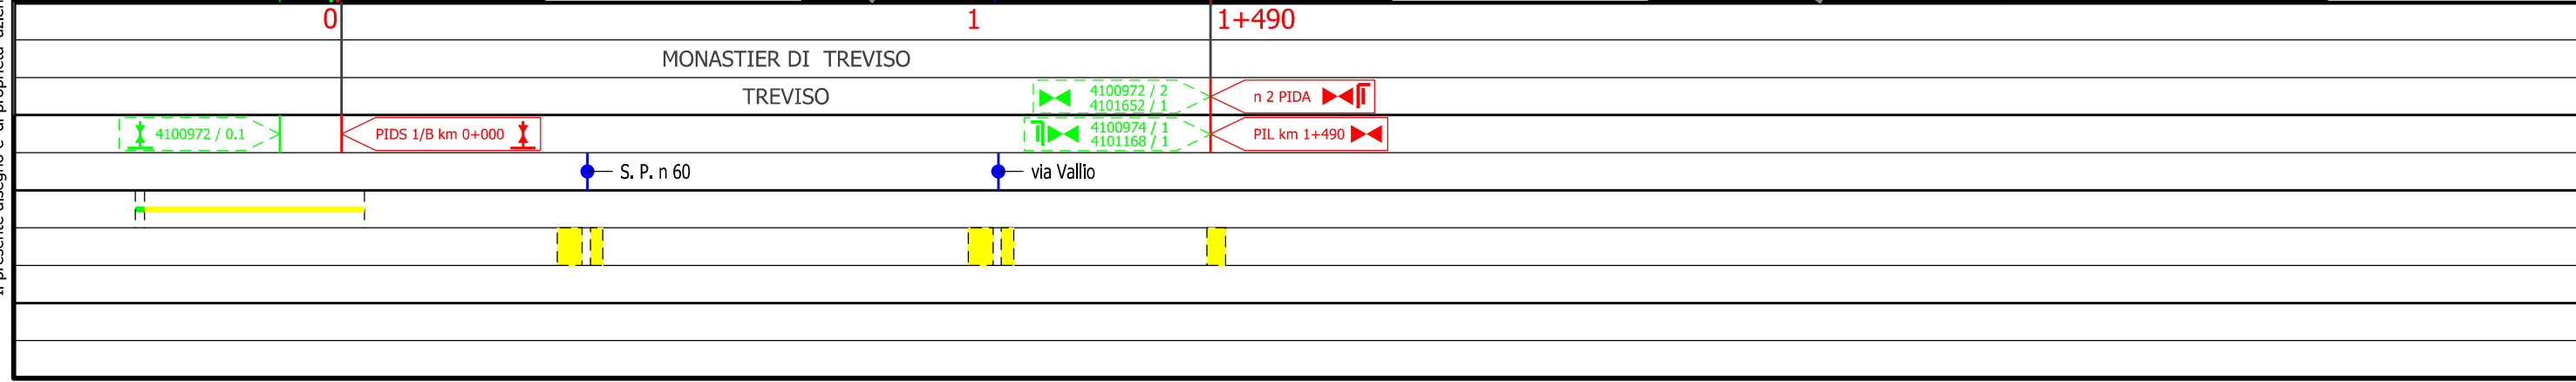 0 1 1+490
MONASTIER DI TREVISO
TREVISO
4100972 / 2
4101652 / 1
n 2 PIDA
4100972 / 0.1
PIDS 1/B km 0+000
4100974 / 1
4101168 / 1
PIL km 1+490
S. P. n 60
via Vallio